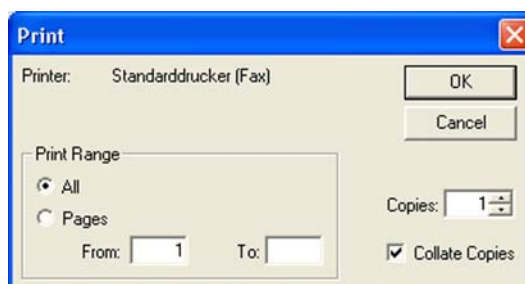 Print
Printer: Standarddrucker (Fax)
OK
Cancel
Print Range
All
Pages
From: 1 To:
Copies: 1
Collate Copies